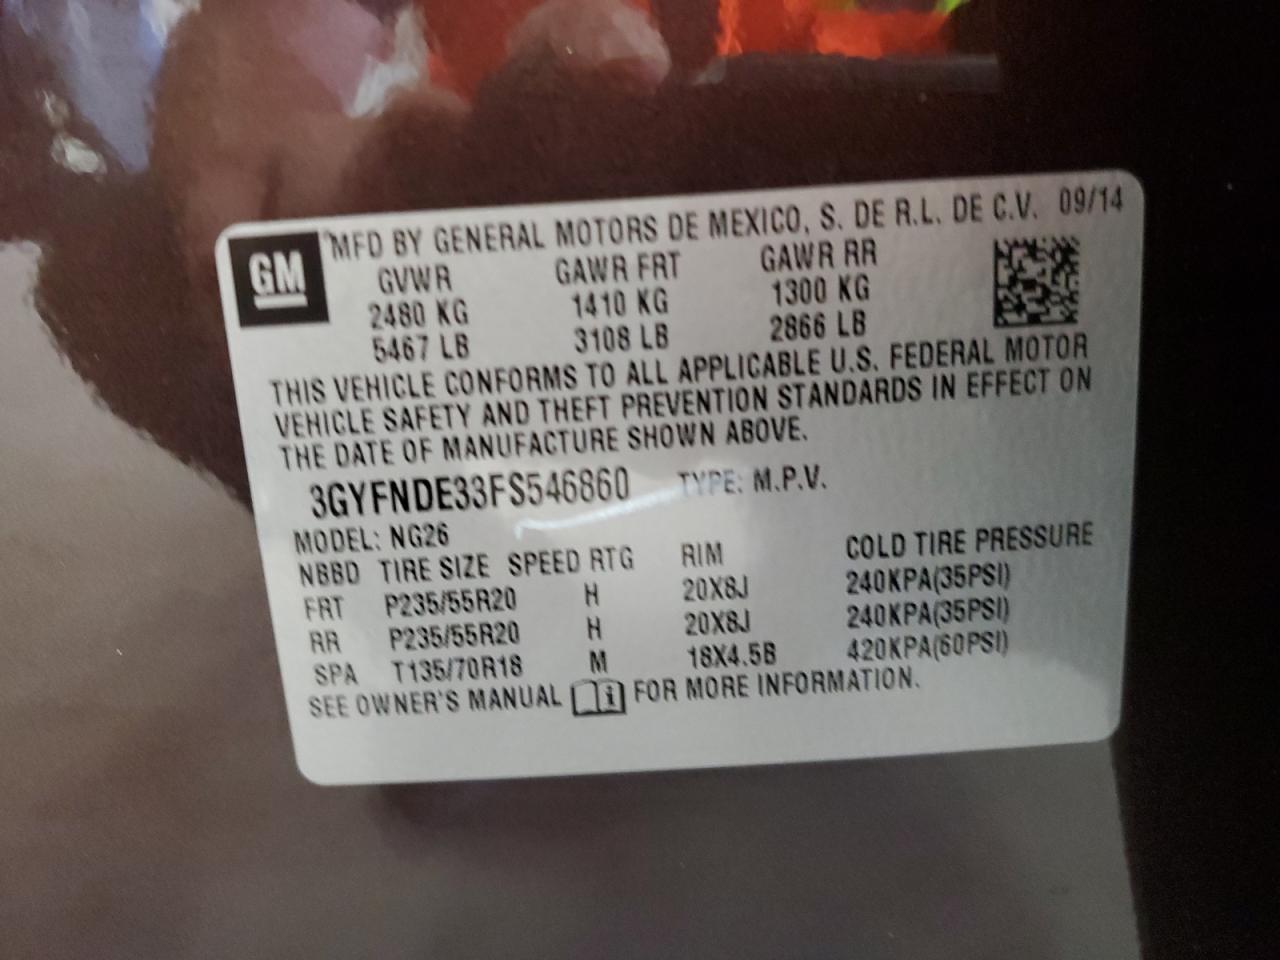 GM
MFD BY GENERAL MOTORS DE MEXICO, S. DE R.L. DE C.V. 09/14
GVWR GAWR FRT GAWR RR
2480 KG 1410 KG 1300 KG
5467 LB 3108 LB 2866 LB
THIS VEHICLE CONFORMS TO ALL APPLICABLE U.S. FEDERAL MOTOR
VEHICLE SAFETY AND THEFT PREVENTION STANDARDS IN EFFECT ON
THE DATE OF MANUFACTURE SHOWN ABOVE.
3GYFNDE33FS546860 TYPE: M.P.V.
MODEL: NG26
NBBD TIRE SIZE SPEED RTG RIM COLD TIRE PRESSURE
FRT P235/55R20 H 20X8J 240KPA(35PSI)
RR P235/55R20 H 20X8J 240KPA(35PSI)
SPA T135/70R18 M 18X4.5B 420KPA(60PSI)
SEE OWNER'S MANUAL i FOR MORE INFORMATION.